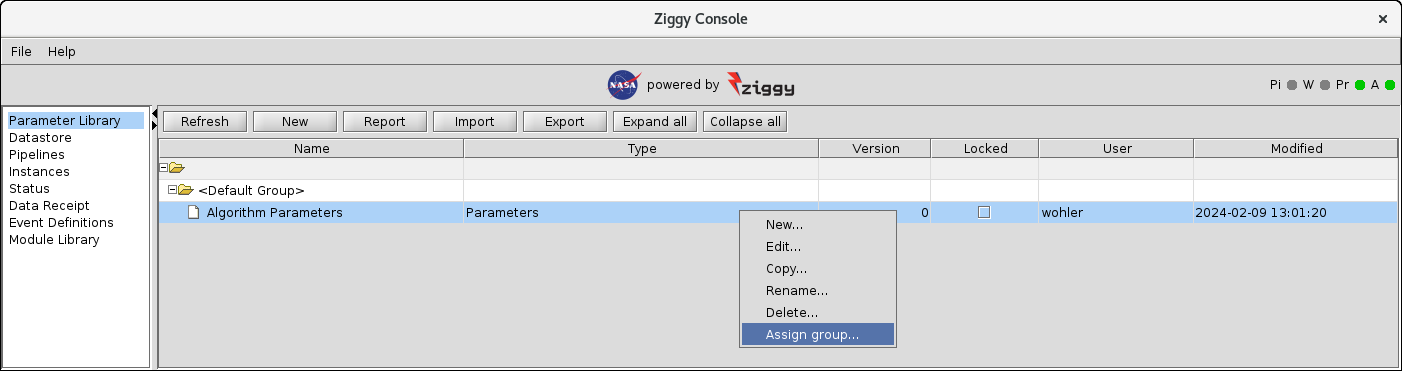 Ziggy Console
File Help
NASA powered by ziggy Pi W Pr A
Parameter Library
Datastore
Pipelines
Instances
Status
Data Receipt
Event Definitions
Module Library
Refresh New Report Import Export Expand all Collapse all
Name Type Version Locked User Modified
<Default Group>
Algorithm Parameters Parameters 0 wohler 2024-02-09 13:01:20
New...
Edit...
Copy...
Rename...
Delete...
Assign group...